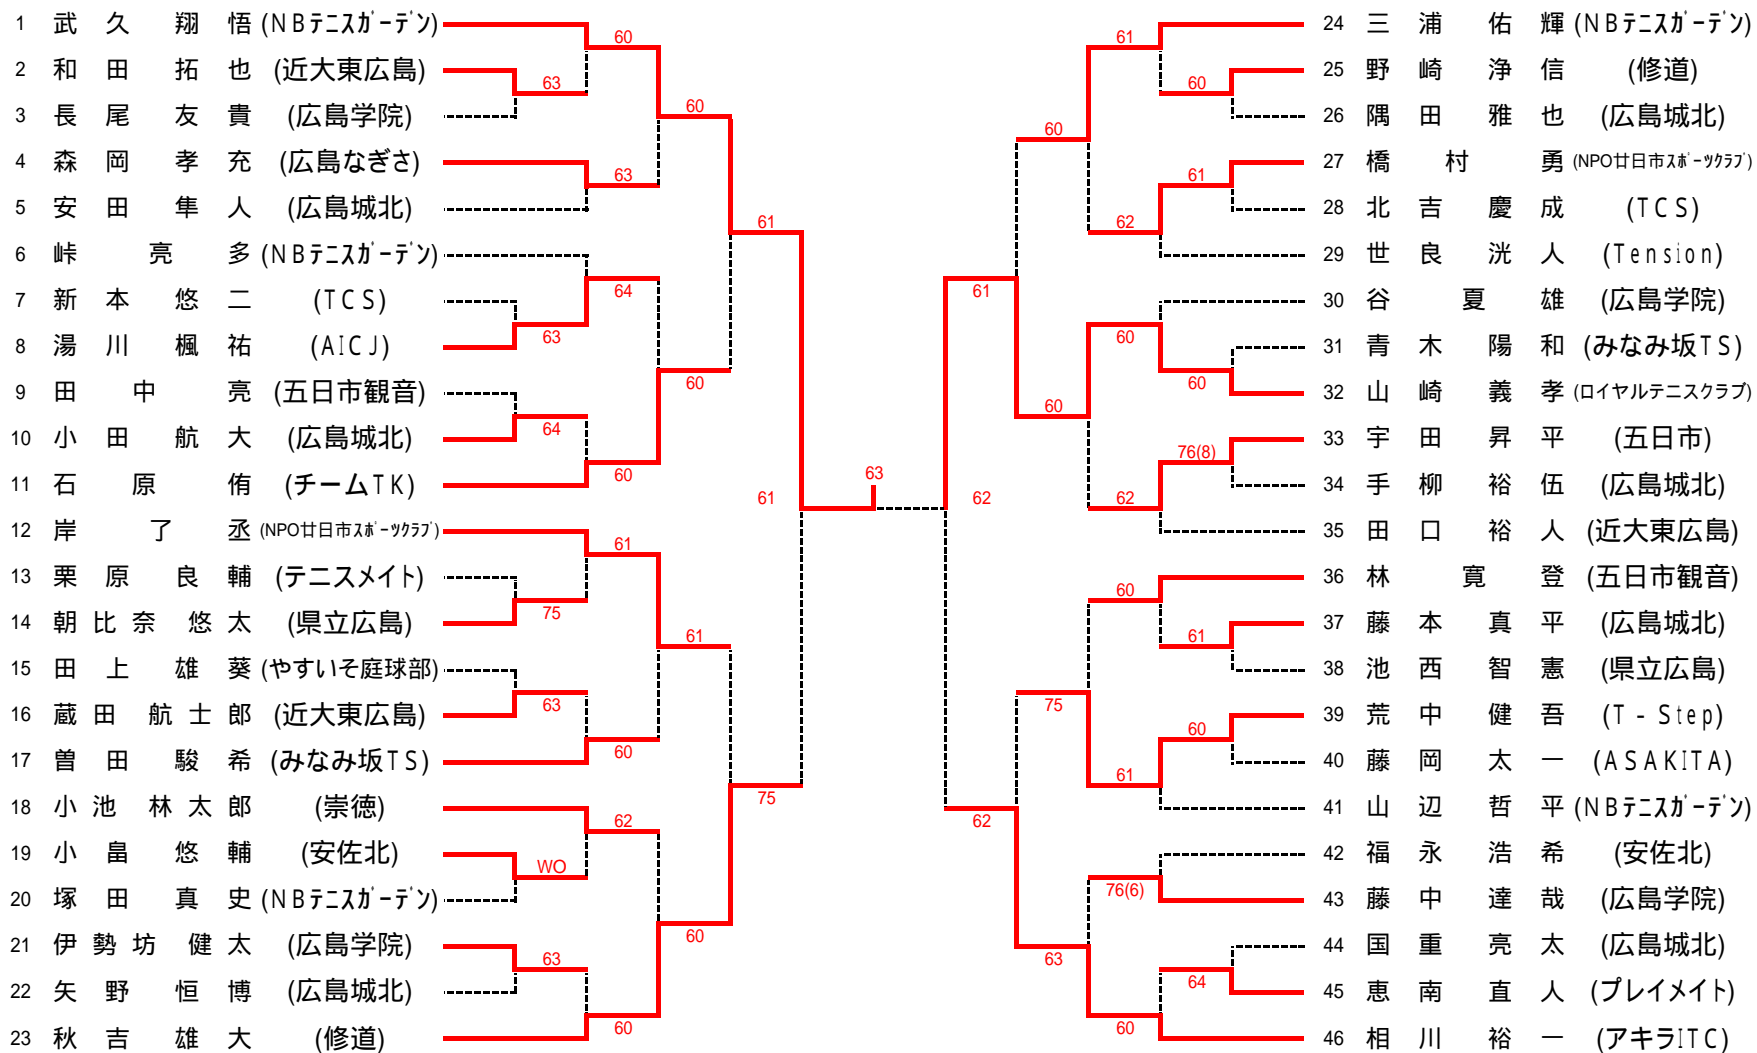 1 武久 翔悟 (NBテニスガーデン)
2 和田 拓也 (近大東広島)
3 長尾 友貴 (広島学院)
4 森岡 孝充 (広島なぎさ)
5 安田 隼人 (広島城北)
6 峠 亮多 (NBテニスガーデン)
7 新本 悠二 (TCS)
8 湯川 楓祐 (AICJ)
9 田中 亮 (五日市観音)
10 小田 航大 (広島城北)
11 石原 侑 (チームTK)
12 岸 了丞 (NPO廿日市スポーツクラブ)
13 栗原 良輔 (テニスメイト)
14 朝比奈 悠太 (県立広島)
15 田上 雄葵 (やすいそ庭球部)
16 蔵田 航士郎 (近大東広島)
17 曽田 駿希 (みなみ坂TS)
18 小池 林太郎 (崇徳)
19 小畠 悠輔 (安佐北)
20 塚田 真史 (NBテニスガーデン)
21 伊勢坊 健太 (広島学院)
22 矢野 恒博 (広島城北)
23 秋吉 雄大 (修道)
60
63
63
64
63
64
60
61
75
63
60
62
WO
63
60
60
60
61
60
61
75
61
63
62
61
62
60
60
75
63
61
60
61
62
60
60
76(8)
62
60
61
60
61
76(6)
64
60
24 三浦 佑輝 (NBテニスガーデン)
25 野崎 浄信 (修道)
26 隅田 雅也 (広島城北)
27 橋村 勇 (NPO廿日市スポーツクラブ)
28 北吉 慶成 (TCS)
29 世良 洸人 (Tension)
30 谷 夏雄 (広島学院)
31 青木 陽和 (みなみ坂TS)
32 山崎 義孝 (ロイヤルテニスクラブ)
33 宇田 昇平 (五日市)
34 手柳 裕伍 (広島城北)
35 田口 裕人 (近大東広島)
36 林 寛登 (五日市観音)
37 藤本 真平 (広島城北)
38 池西 智憲 (県立広島)
39 荒中 健吾 (T-Step)
40 藤岡 太一 (ASAKITA)
41 山辺 哲平 (NBテニスガーデン)
42 福永 浩希 (安佐北)
43 藤中 達哉 (広島学院)
44 国重 亮太 (広島城北)
45 恵南 直人 (プレイメイト)
46 相川 裕一 (アキラITC)